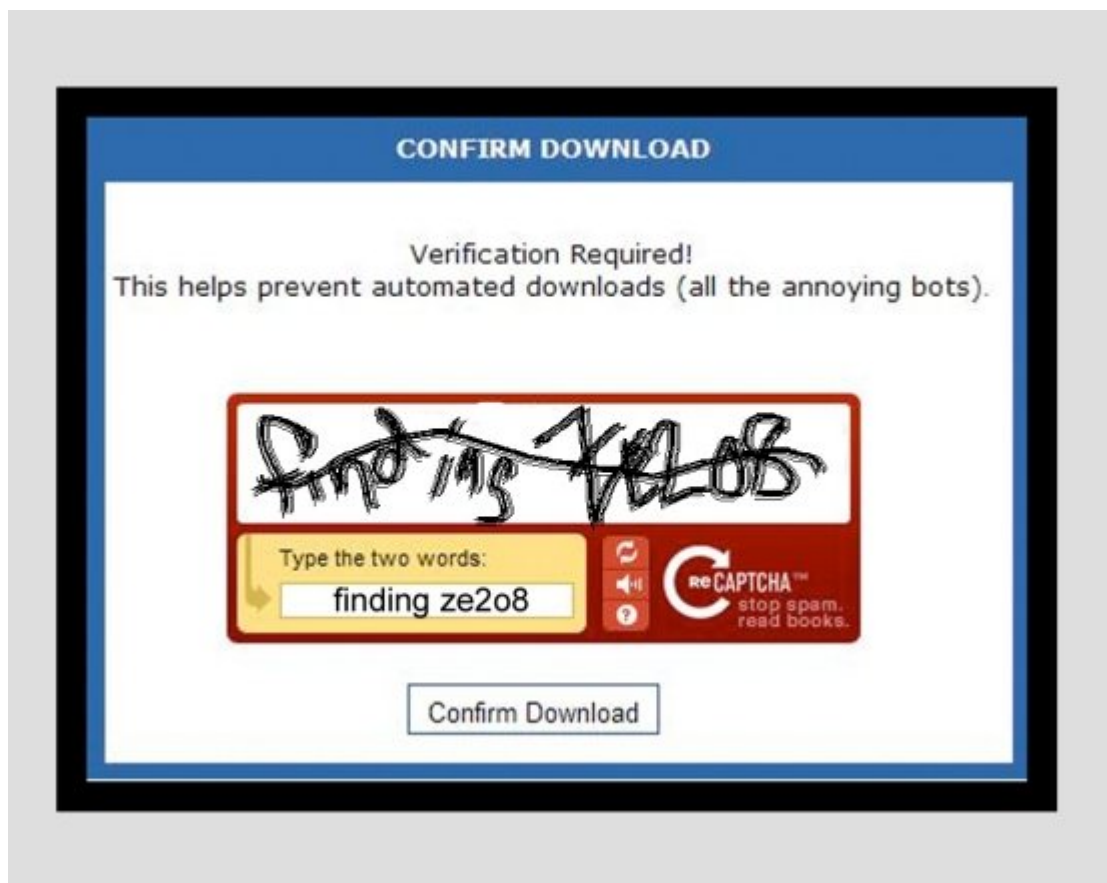 CONFIRM DOWNLOAD
Verification Required!
This helps prevent automated downloads (all the annoying bots).
finding
Type the two words:
finding ze2o8
?
ReCAPTCHA™
stop spam.
read books.
Confirm Download